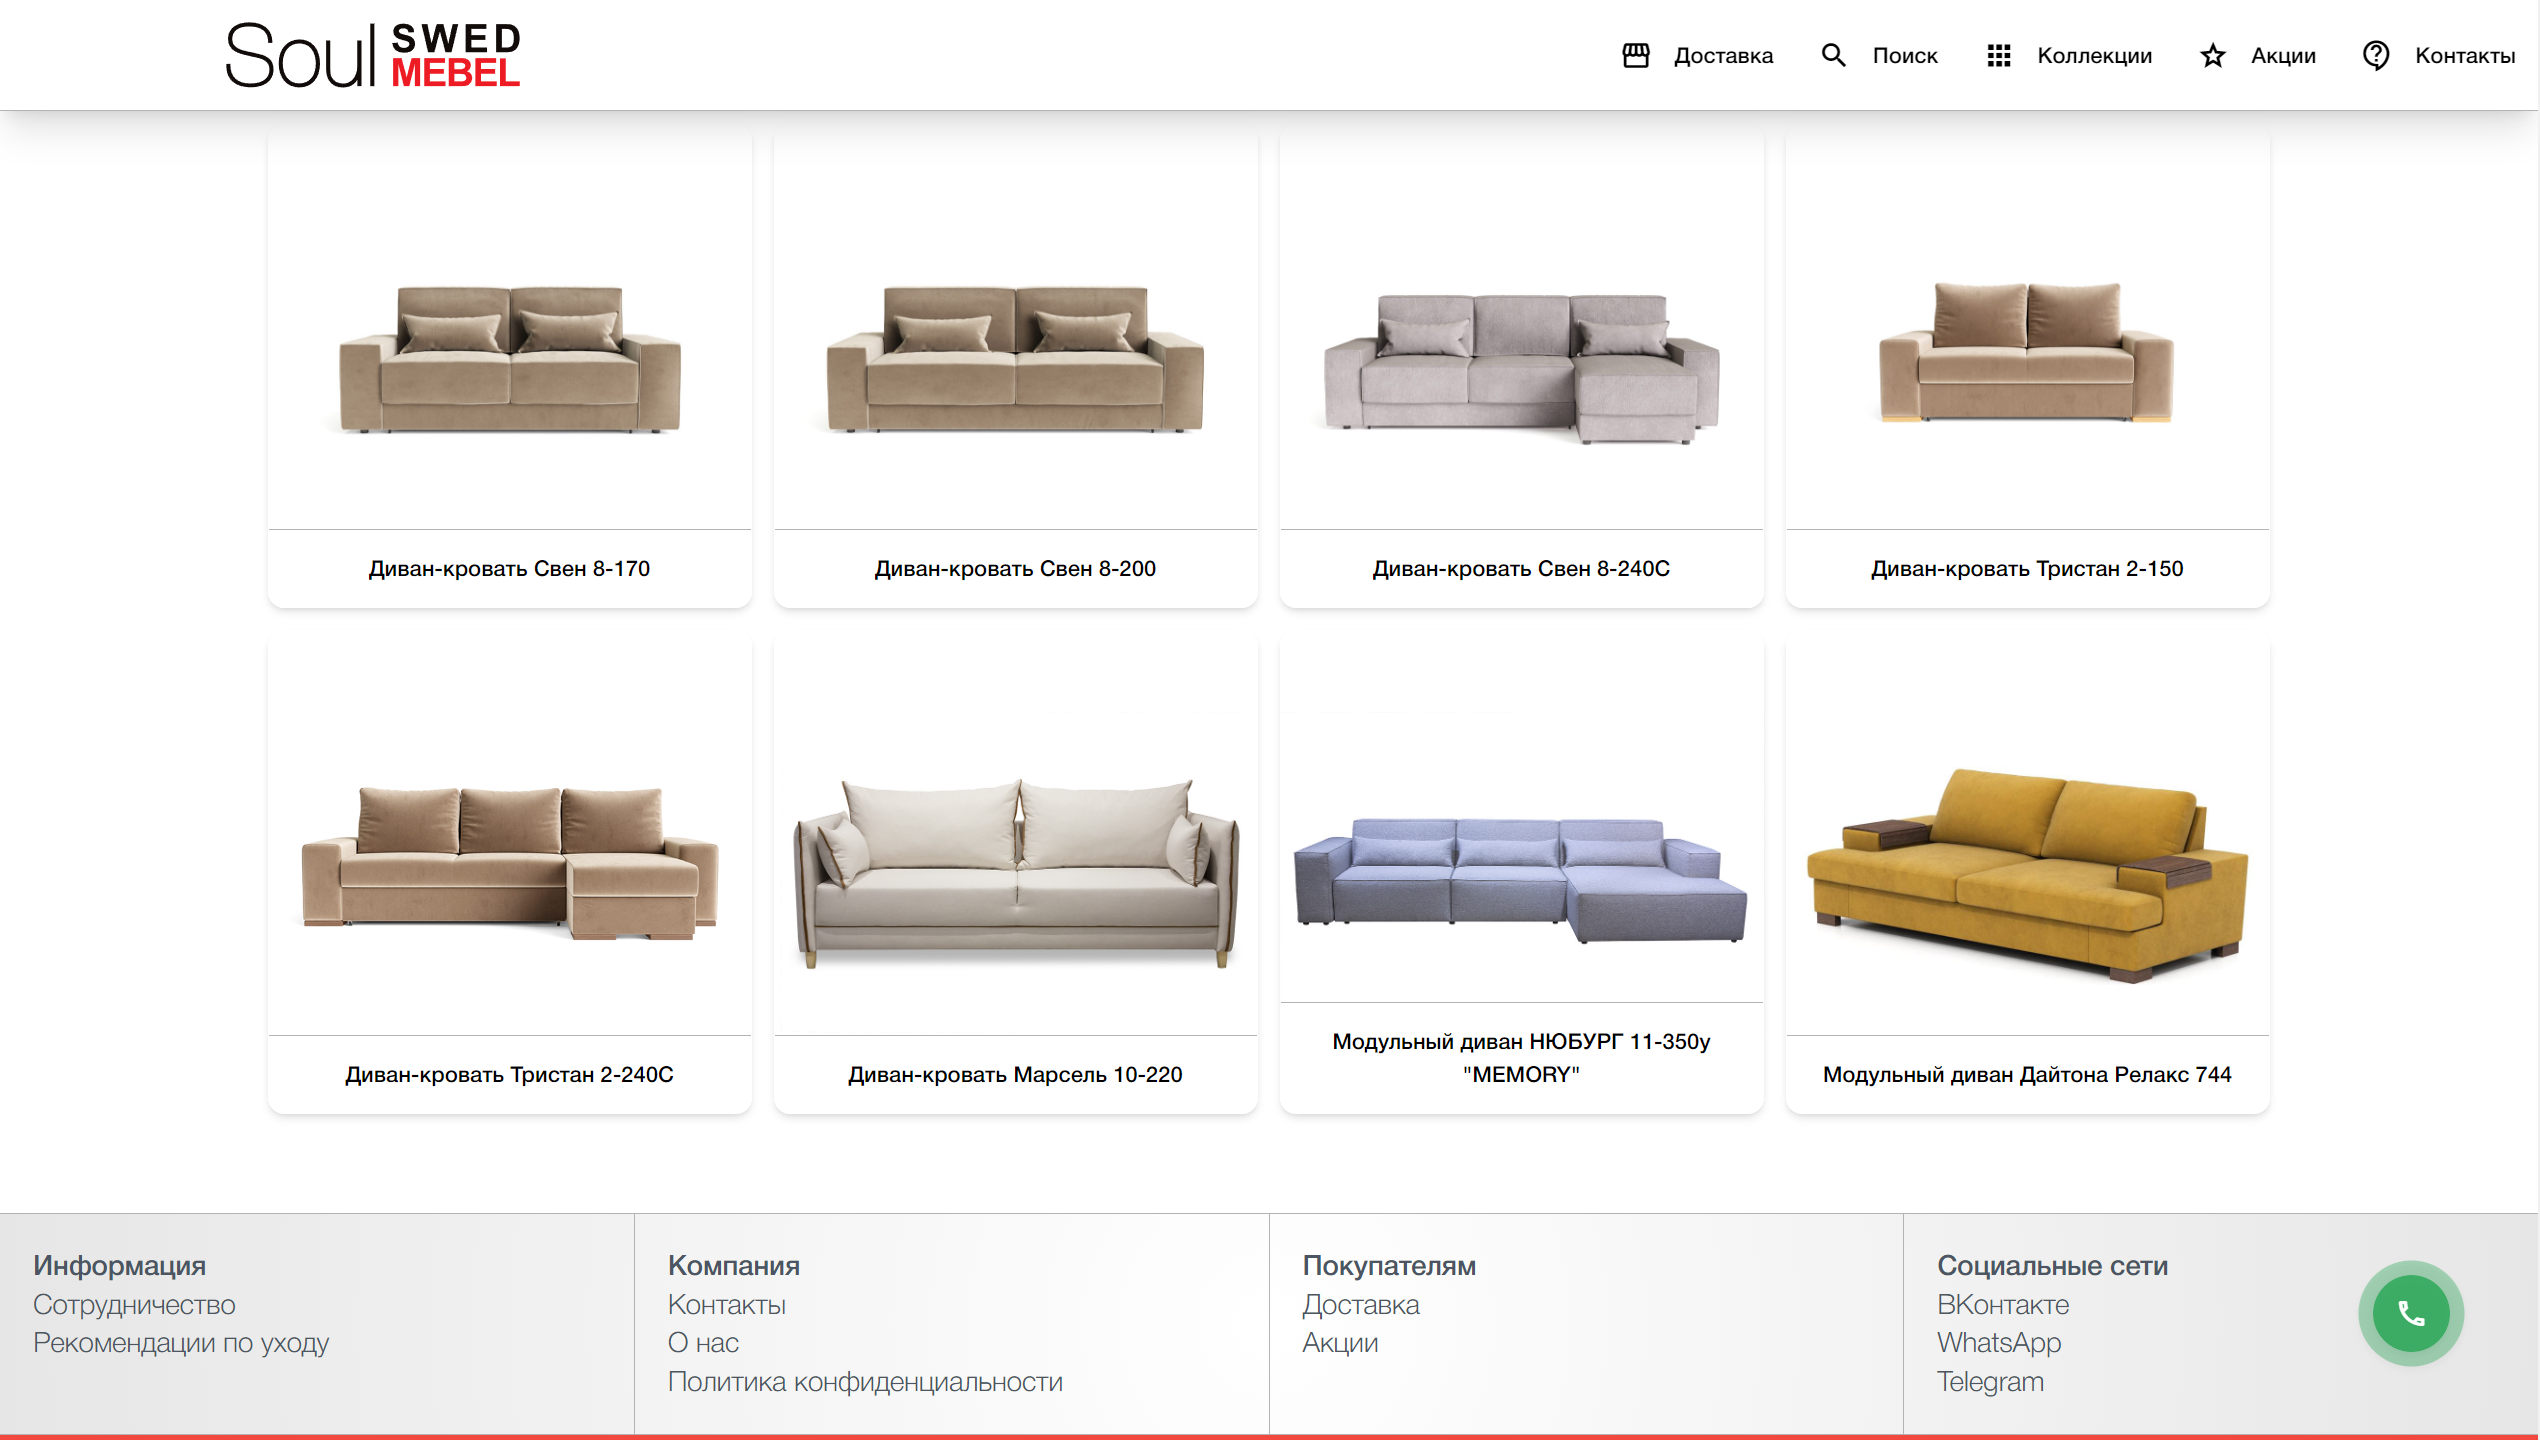 Soul SWED MEBEL
Доставка
Поиск
Коллекции
Акции
Контакты
Диван-кровать Свен 8-170
Диван-кровать Свен 8-200
Диван-кровать Свен 8-240С
Диван-кровать Тристан 2-150
Диван-кровать Тристан 2-240С
Диван-кровать Марсель 10-220
Модульный диван НЮБУРГ 11-350у
"MEMORY"
Модульный диван Дайтона Релакс 744
Информация
Сотрудничество
Рекомендации по уходу
Компания
Контакты
О нас
Политика конфиденциальности
Покупателям
Доставка
Акции
Социальные сети
ВКонтакте
WhatsApp
Telegram